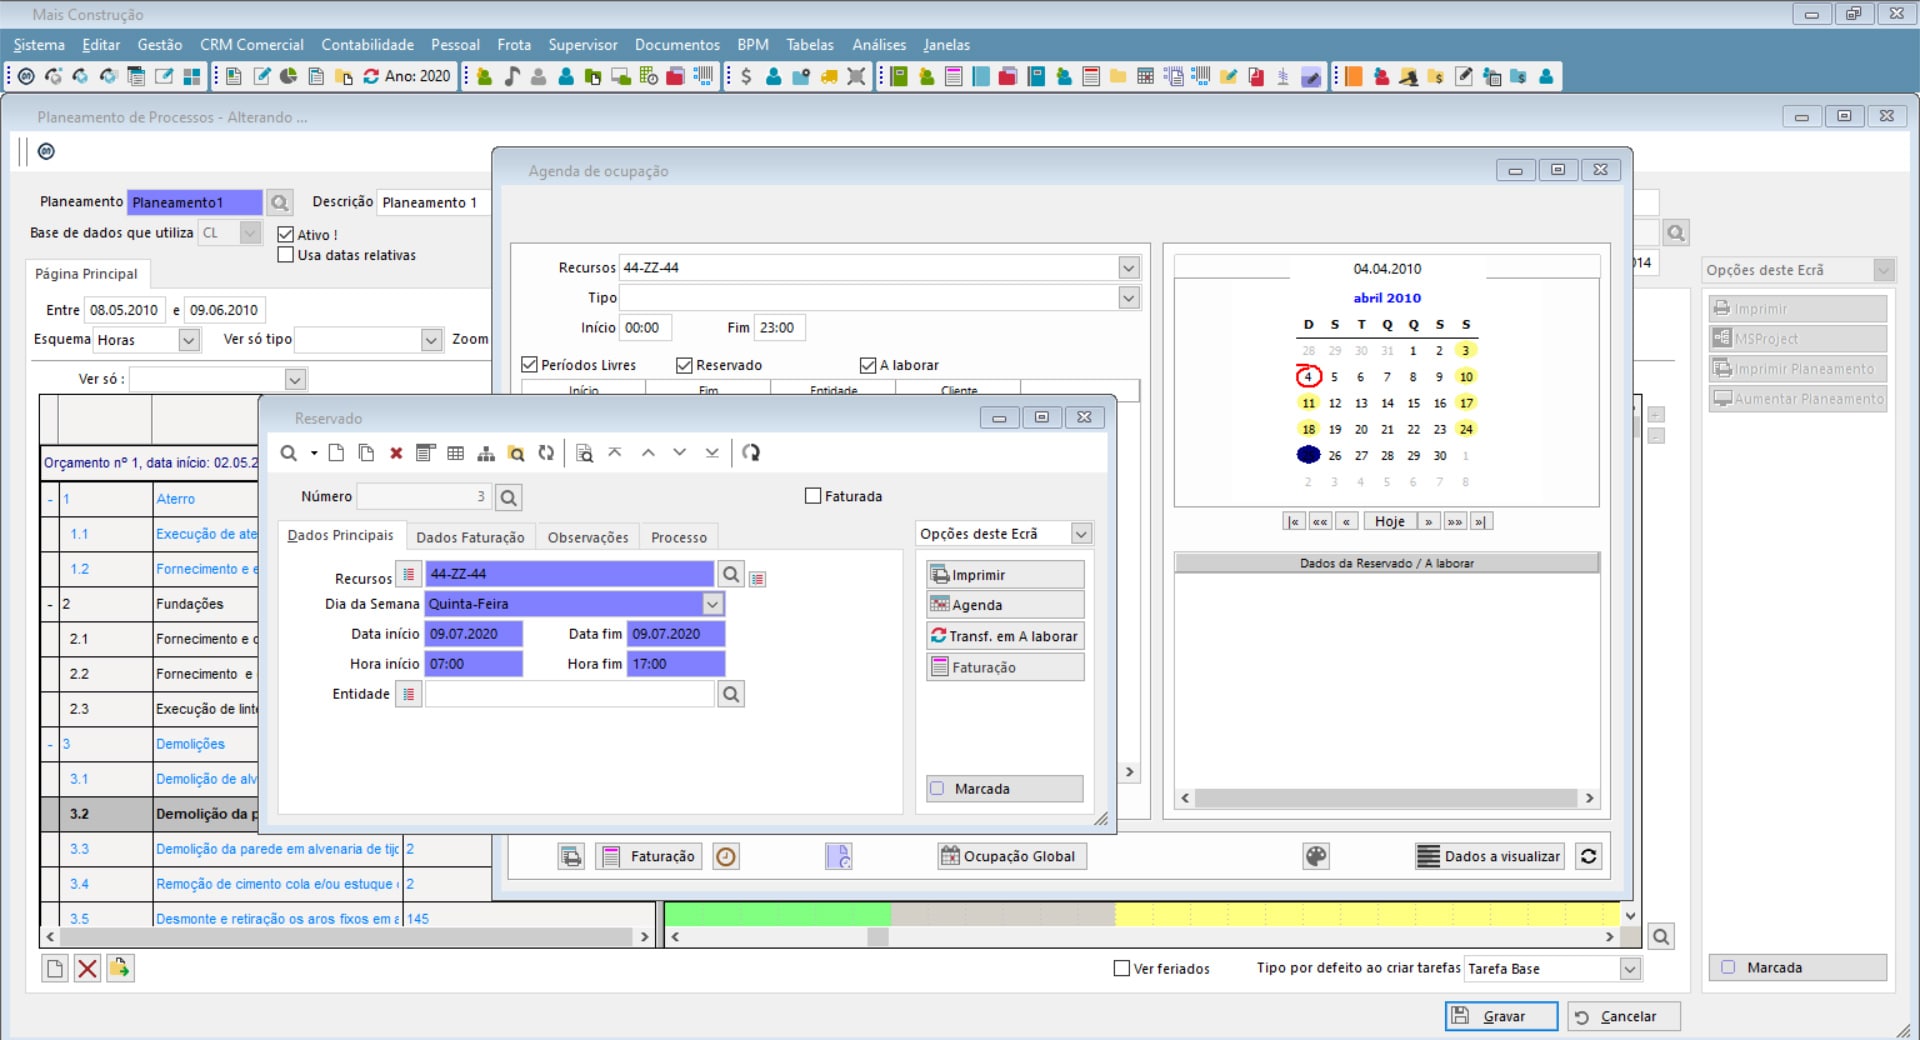 Mais Construção
Sistema Editar Gestão CRM Comercial Contabilidade Pessoal Frota Supervisor Documentos BPM Tabelas Análises Janelas
Ano: 2020
Planeamento de Processos - Alterando ...
Planeamento Planeamento1 Descrição Planeamento 1
Base de dados que utiliza CL
Ativo !
Usa datas relativas
Página Principal
Entre 08.05.2010 e 09.06.2010
Esquema Horas Ver só tipo Zoom
Ver só :
Orçamento nº 1, data início: 02.05.2
- 1 Aterro
1.1 Execução de ate
1.2 Fornecimento e e
- 2 Fundações
2.1 Fornecimento e c
2.2 Fornecimento e
2.3 Execução de lint
- 3 Demolições
3.1 Demolição de alv
3.2 Demolição da p
3.3 Demolição da parede em alvenaria de tijc 2
3.4 Remoção de cimento cola e/ou estuque 2
3.5 Desmonte e retiração os aros fixos em a 145
Agenda de ocupação
Recursos 44-ZZ-44
Tipo
Início 00:00 Fim 23:00
Períodos Livres Reservado A laborar
Início Fim Entidade Cliente
04.04.2010
abril 2010
D S T Q Q S S
28 29 30 31 1 2 3
4 5 6 7 8 9 10
11 12 13 14 15 16 17
18 19 20 21 22 23 24
26 27 28 29 30 1
2 3 4 5 6 7 8
|« «« « Hoje » »» »|
Dados da Reservado / A laborar
Faturação Ocupação Global Dados a visualizar
Reservado
Número 3 Faturada
Dados Principais Dados Faturação Observações Processo
Recursos 44-ZZ-44
Dia da Semana Quinta-Feira
Data início 09.07.2020 Data fim 09.07.2020
Hora início 07:00 Hora fim 17:00
Entidade
Opções deste Ecrã
Imprimir
Agenda
Transf. em A laborar
Faturação
Marcada
014
Opções deste Ecrã
Imprimir
MSProject
Imprimir Planeamento
Aumentar Planeamento
Marcada
Ver feriados Tipo por defeito ao criar tarefas Tarefa Base
Gravar Cancelar